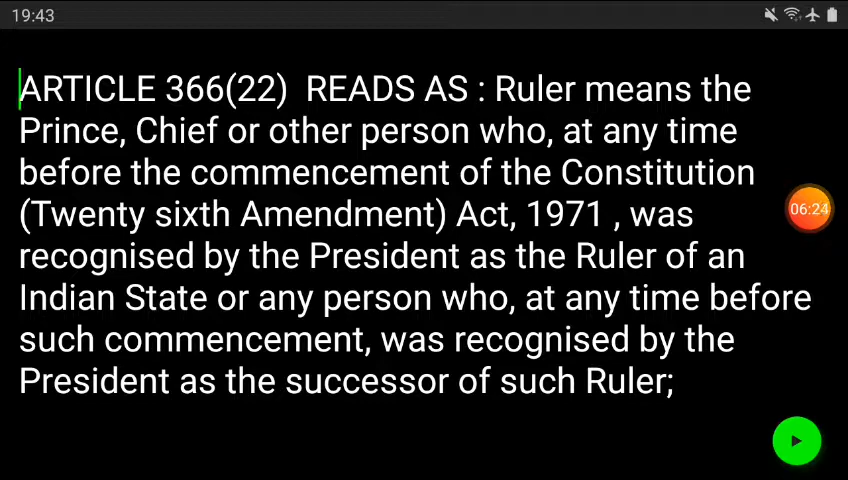 19:43
ARTICLE 366(22) READS AS : Ruler means the
Prince, Chief or other person who, at any time
before the commencement of the Constitution
(Twenty sixth Amendment) Act, 1971 , was
recognised by the President as the Ruler of an
Indian State or any person who, at any time before
such commencement, was recognised by the
President as the successor of such Ruler;
06:24